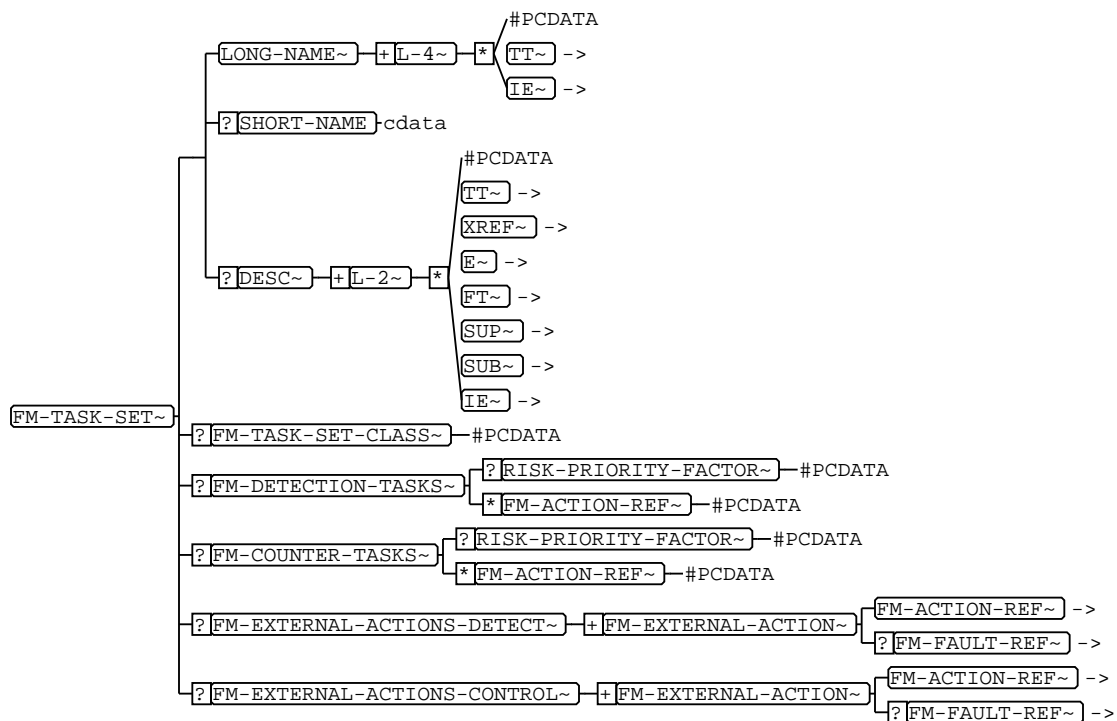 #PCDATA
LONG-NAME~ + L-4~ * TT~ ->
IE~ ->
? SHORT-NAME cdata
#PCDATA
TT~ ->
XREF~ ->
E~ ->
? DESC~ + L-2~ *
FT~ ->
SUP~ ->
SUB~ ->
IE~ ->
FM-TASK-SET~
? FM-TASK-SET-CLASS~ #PCDATA
? RISK-PRIORITY-FACTOR~ #PCDATA
? FM-DETECTION-TASKS~
* FM-ACTION-REF~ #PCDATA
? RISK-PRIORITY-FACTOR~ #PCDATA
? FM-COUNTER-TASKS~
* FM-ACTION-REF~ #PCDATA
FM-ACTION-REF~ ->
? FM-EXTERNAL-ACTIONS-DETECT~ + FM-EXTERNAL-ACTION~
? FM-FAULT-REF~ ->
FM-ACTION-REF~ ->
? FM-EXTERNAL-ACTIONS-CONTROL~ + FM-EXTERNAL-ACTION~
? FM-FAULT-REF~ ->